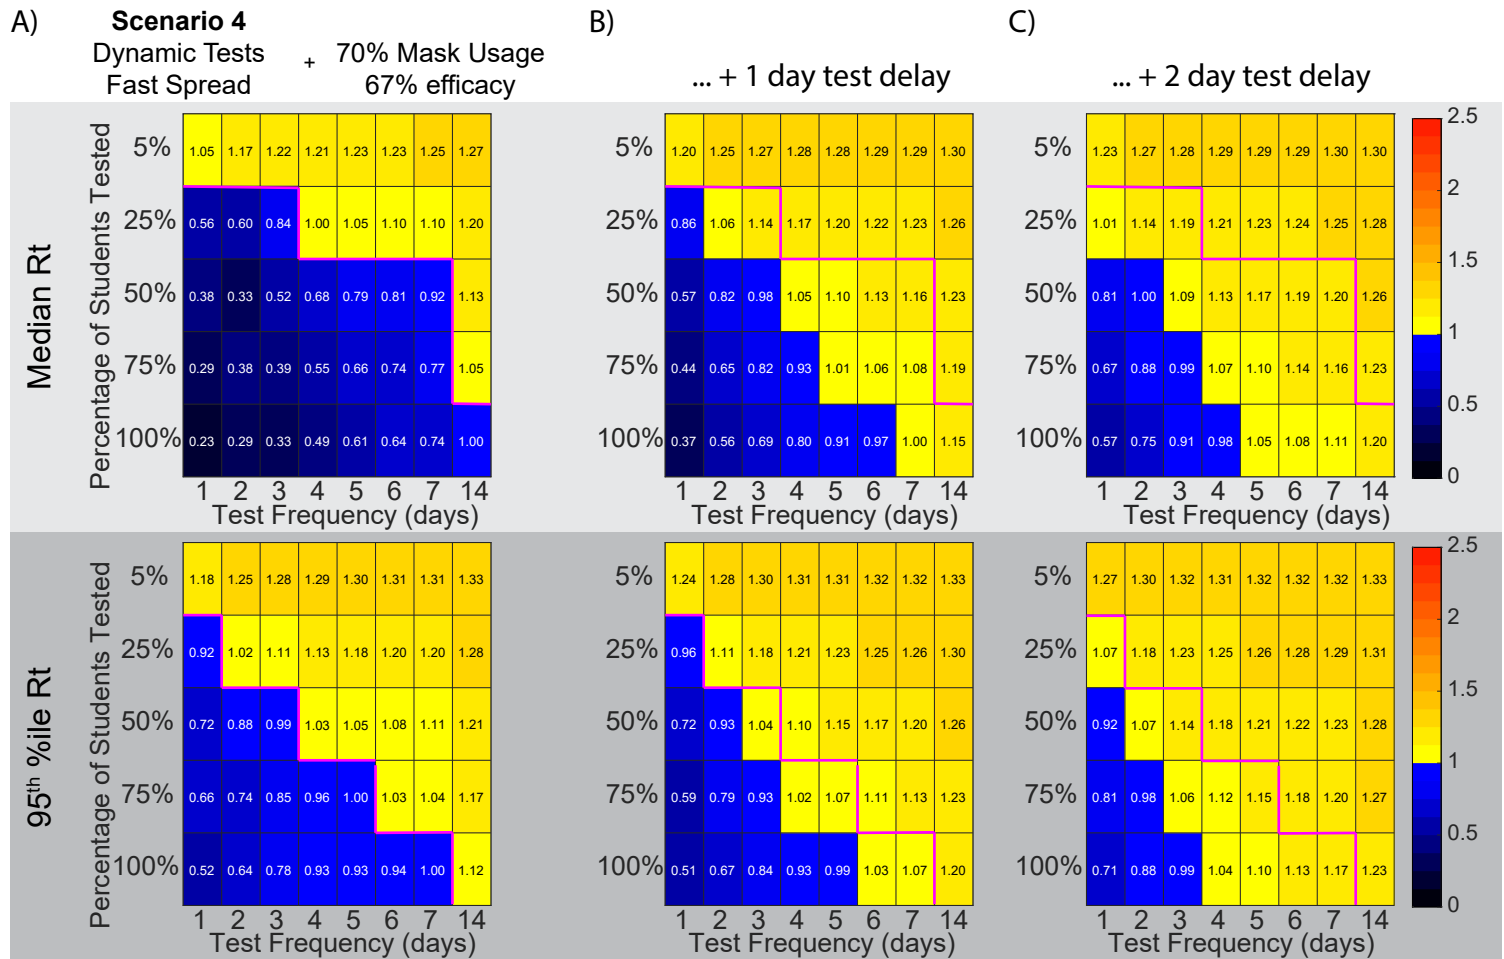 A)
Scenario 4
Dynamic Tests
Fast Spread
+
70% Mask Usage
67% efficacy
B)
... + 1 day test delay
C)
... + 2 day test delay
Median Rt
Percentage of Students Tested
5% 1.05 1.17 1.22 1.21 1.23 1.23 1.25 1.27
25% 0.56 0.60 0.84 1.00 1.05 1.10 1.10 1.20
50% 0.38 0.33 0.52 0.68 0.79 0.81 0.92 1.13
75% 0.29 0.38 0.39 0.55 0.66 0.74 0.77 1.05
100% 0.23 0.29 0.33 0.49 0.61 0.64 0.74 1.00
1 2 3 4 5 6 7 14
Test Frequency (days)
5% 1.20 1.25 1.27 1.28 1.28 1.29 1.29 1.30
25% 0.86 1.06 1.14 1.17 1.20 1.22 1.23 1.26
50% 0.57 0.82 0.98 1.05 1.10 1.13 1.16 1.23
75% 0.44 0.65 0.82 0.93 1.01 1.06 1.08 1.19
100% 0.37 0.56 0.69 0.80 0.91 0.97 1.00 1.15
1 2 3 4 5 6 7 14
Test Frequency (days)
5% 1.23 1.27 1.28 1.29 1.29 1.29 1.30 1.30
25% 1.01 1.14 1.19 1.21 1.23 1.24 1.25 1.28
50% 0.81 1.00 1.09 1.13 1.17 1.19 1.20 1.26
75% 0.67 0.88 0.99 1.07 1.10 1.14 1.16 1.23
100% 0.57 0.75 0.91 0.98 1.05 1.08 1.11 1.20
1 2 3 4 5 6 7 14
Test Frequency (days)
2.5
2
1.5
1
0.5
0
95th %ile Rt
Percentage of Students Tested
5% 1.18 1.25 1.28 1.29 1.30 1.31 1.31 1.33
25% 0.92 1.02 1.11 1.13 1.18 1.20 1.20 1.28
50% 0.72 0.88 0.99 1.03 1.05 1.08 1.11 1.21
75% 0.66 0.74 0.85 0.96 1.00 1.03 1.04 1.17
100% 0.52 0.64 0.78 0.93 0.93 0.94 1.00 1.12
1 2 3 4 5 6 7 14
Test Frequency (days)
5% 1.24 1.28 1.30 1.31 1.31 1.32 1.32 1.33
25% 0.96 1.11 1.18 1.21 1.23 1.25 1.26 1.30
50% 0.72 0.93 1.04 1.10 1.15 1.17 1.20 1.26
75% 0.59 0.79 0.93 1.02 1.07 1.11 1.13 1.23
100% 0.51 0.67 0.84 0.93 0.99 1.03 1.07 1.20
1 2 3 4 5 6 7 14
Test Frequency (days)
5% 1.27 1.30 1.32 1.31 1.32 1.32 1.32 1.33
25% 1.07 1.18 1.23 1.25 1.26 1.28 1.29 1.31
50% 0.92 1.07 1.14 1.18 1.21 1.22 1.23 1.28
75% 0.81 0.98 1.06 1.12 1.15 1.18 1.20 1.27
100% 0.71 0.88 0.99 1.04 1.10 1.13 1.17 1.23
1 2 3 4 5 6 7 14
Test Frequency (days)
2.5
2
1.5
1
0.5
0